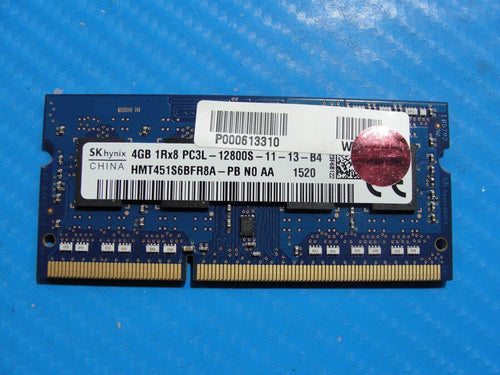 P000613310
W
SK hynix 4GB 1Rx8 PC3L-12800S-11-13-B4
CHINA HMT451S6BFR8A-PB N0 AA 1520